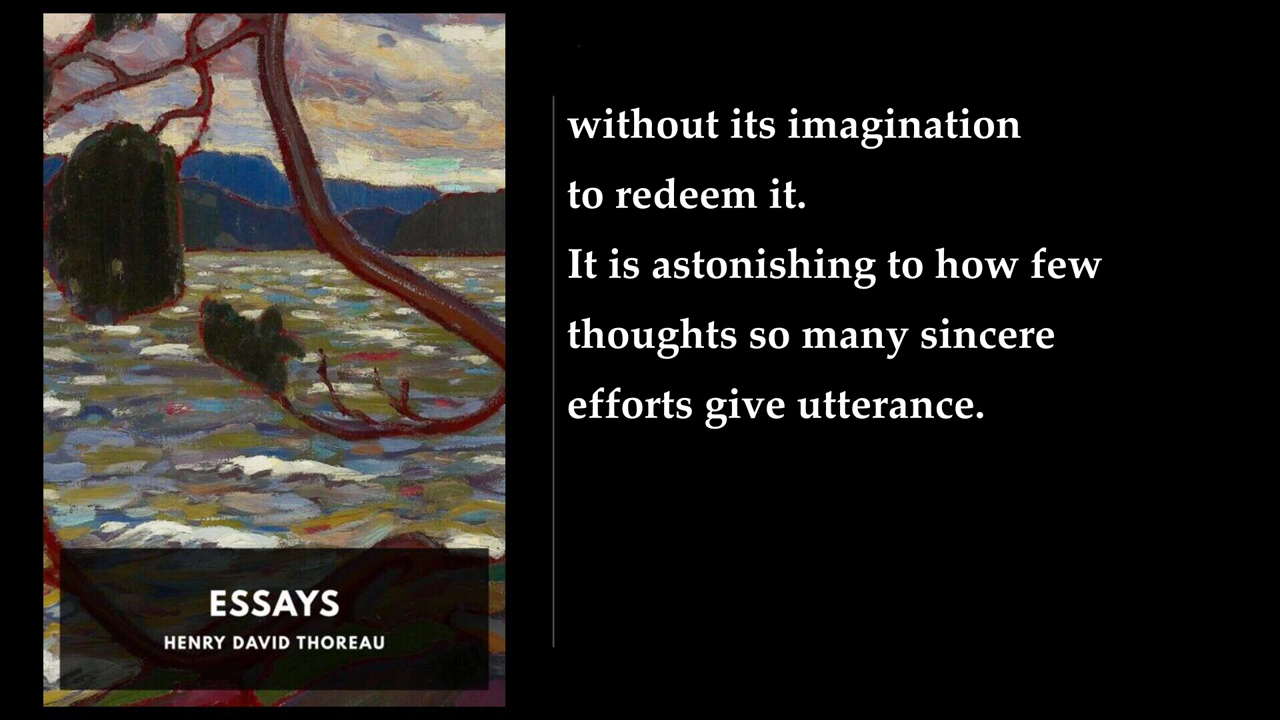 ESSAYS
HENRY DAVID THOREAU
without its imagination
to redeem it.
It is astonishing to how few
thoughts so many sincere
efforts give utterance.